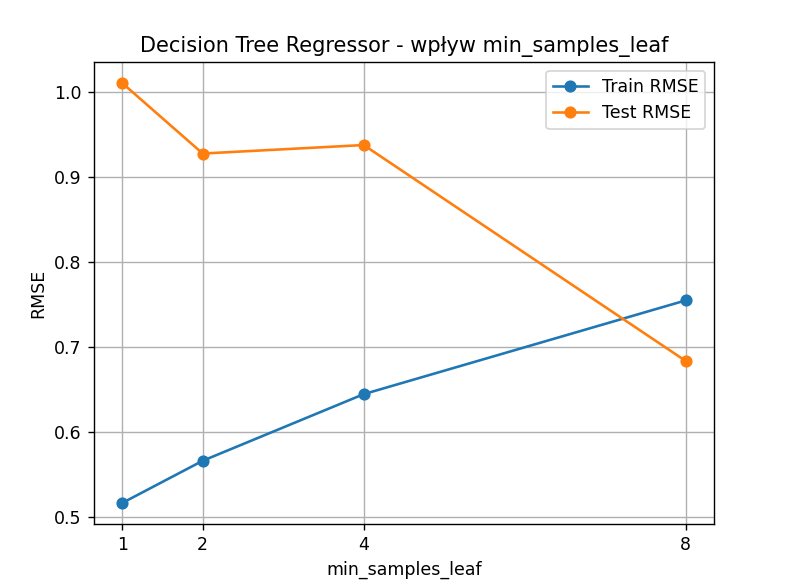 Decision Tree Regressor - wpływ min_samples_leaf
Train RMSE
Test RMSE
1.0
0.9
0.8
0.7
0.6
0.5
RMSE
1 2 4 8
min_samples_leaf